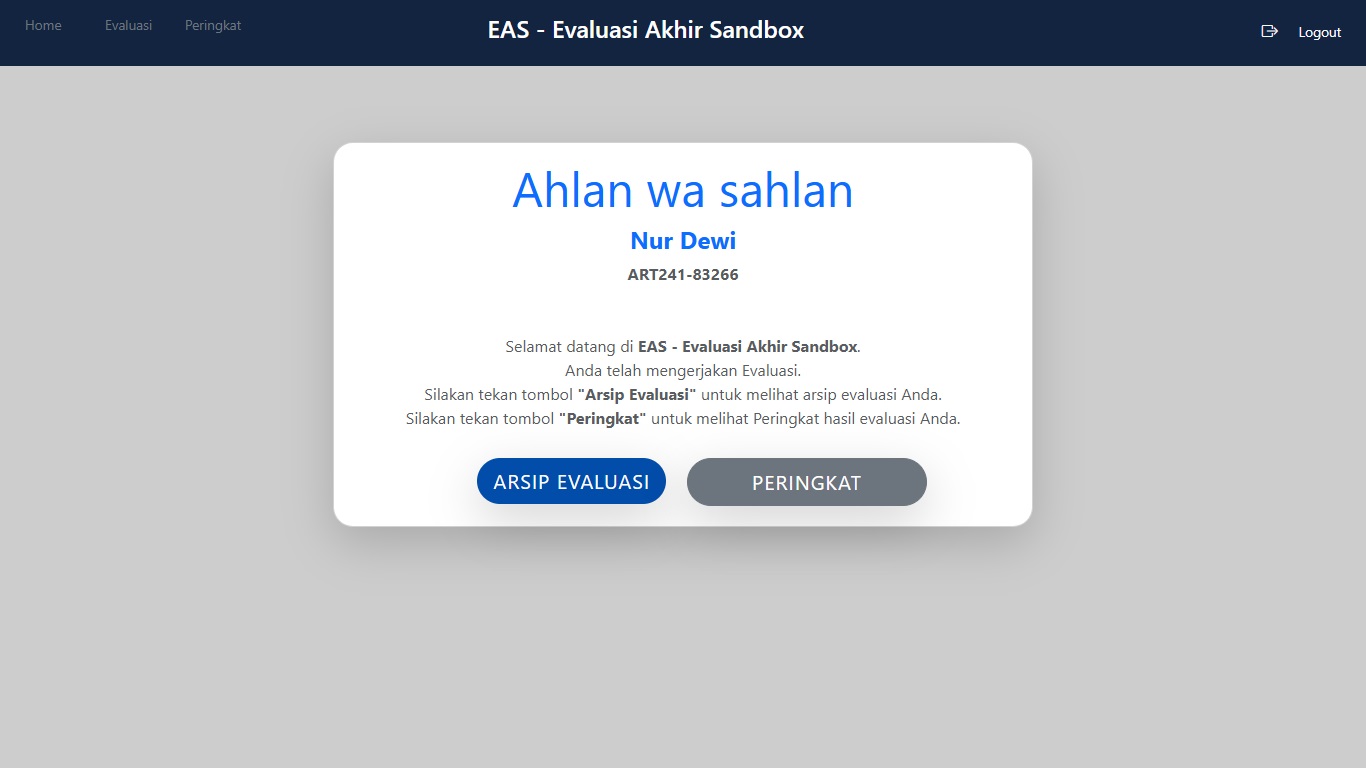 Home Evaluasi Peringkat EAS - Evaluasi Akhir Sandbox Logout
Ahlan wa sahlan
Nur Dewi
ART241-83266
Selamat datang di EAS - Evaluasi Akhir Sandbox.
Anda telah mengerjakan Evaluasi.
Silakan tekan tombol "Arsip Evaluasi" untuk melihat arsip evaluasi Anda.
Silakan tekan tombol "Peringkat" untuk melihat Peringkat hasil evaluasi Anda.
ARSIP EVALUASI PERINGKAT